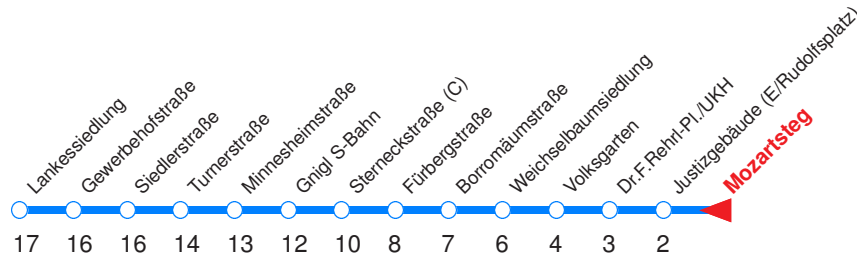 Lankessiedlung
Gewerbehofstraße
Siedlerstraße
Turnerstraße
Minnesheimstraße
Gnigl S-Bahn
Sterneckstraße (C)
Fürbergstraße
Borromäumstraße
Weichselbaumsiedlung
Volksgarten
Dr.F.Rehrl-Pl./UKH
Justizgebäude (E/Rudolfsplatz)
Mozartsteg
17 16 16 14 13 12 10 8 7 6 4 3 2